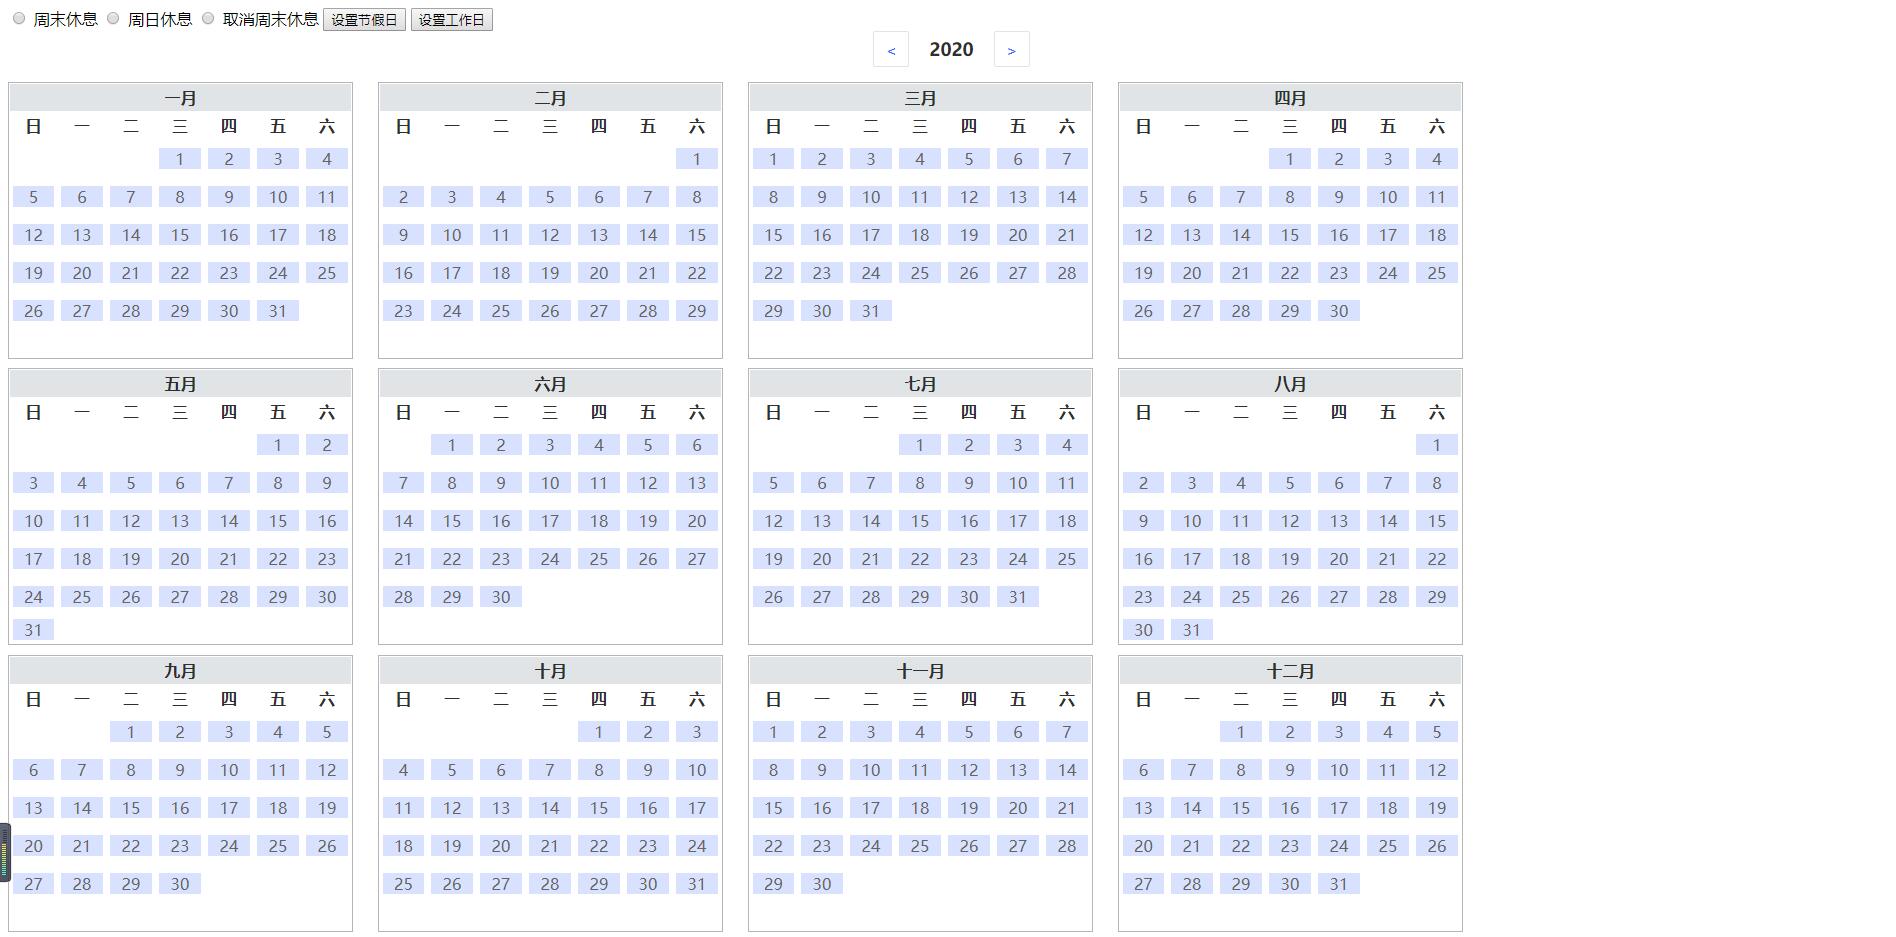 周末休息 周日休息 取消周末休息 设置节假日 设置工作日
< 2020 >
一月
日 一 二 三 四 五 六
1 2 3 4
5 6 7 8 9 10 11
12 13 14 15 16 17 18
19 20 21 22 23 24 25
26 27 28 29 30 31
二月
日 一 二 三 四 五 六
1
2 3 4 5 6 7 8
9 10 11 12 13 14 15
16 17 18 19 20 21 22
23 24 25 26 27 28 29
三月
日 一 二 三 四 五 六
1 2 3 4 5 6 7
8 9 10 11 12 13 14
15 16 17 18 19 20 21
22 23 24 25 26 27 28
29 30 31
四月
日 一 二 三 四 五 六
1 2 3 4
5 6 7 8 9 10 11
12 13 14 15 16 17 18
19 20 21 22 23 24 25
26 27 28 29 30
五月
日 一 二 三 四 五 六
1 2
3 4 5 6 7 8 9
10 11 12 13 14 15 16
17 18 19 20 21 22 23
24 25 26 27 28 29 30
31
六月
日 一 二 三 四 五 六
1 2 3 4 5 6
7 8 9 10 11 12 13
14 15 16 17 18 19 20
21 22 23 24 25 26 27
28 29 30
七月
日 一 二 三 四 五 六
1 2 3 4
5 6 7 8 9 10 11
12 13 14 15 16 17 18
19 20 21 22 23 24 25
26 27 28 29 30 31
八月
日 一 二 三 四 五 六
1
2 3 4 5 6 7 8
9 10 11 12 13 14 15
16 17 18 19 20 21 22
23 24 25 26 27 28 29
30 31
九月
日 一 二 三 四 五 六
1 2 3 4 5
6 7 8 9 10 11 12
13 14 15 16 17 18 19
20 21 22 23 24 25 26
27 28 29 30
十月
日 一 二 三 四 五 六
1 2 3
4 5 6 7 8 9 10
11 12 13 14 15 16 17
18 19 20 21 22 23 24
25 26 27 28 29 30 31
十一月
日 一 二 三 四 五 六
1 2 3 4 5 6 7
8 9 10 11 12 13 14
15 16 17 18 19 20 21
22 23 24 25 26 27 28
29 30
十二月
日 一 二 三 四 五 六
1 2 3 4 5
6 7 8 9 10 11 12
13 14 15 16 17 18 19
20 21 22 23 24 25 26
27 28 29 30 31